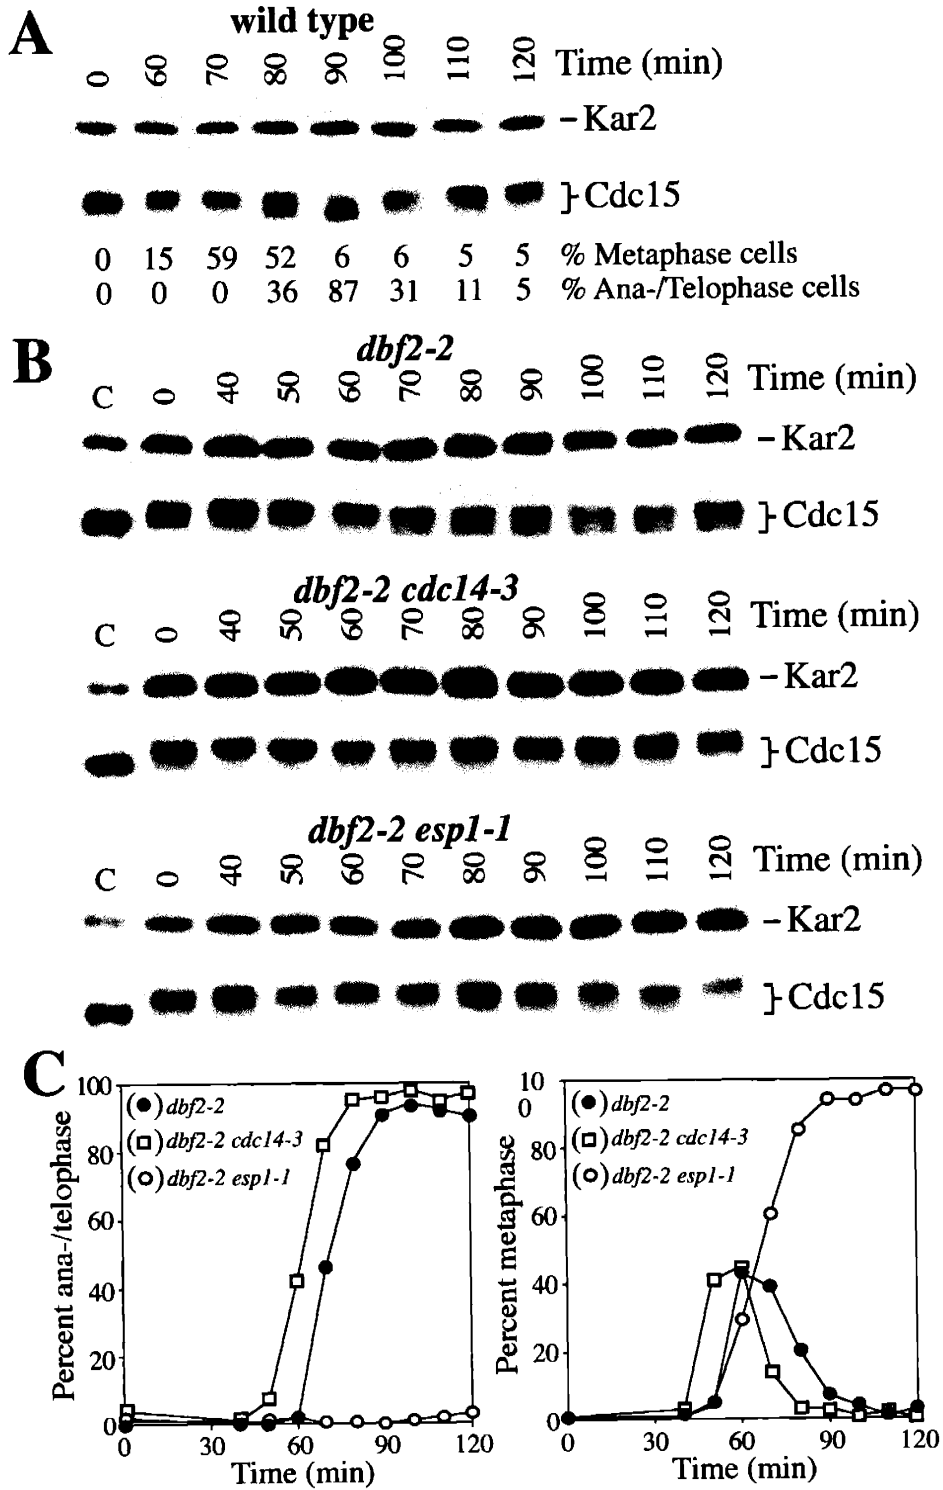 A
wild type
0 60 70 80 90 100 110 120 Time (min)
–Kar2
}Cdc15
0 15 59 52 6 6 5 5 % Metaphase cells
0 0 0 36 87 31 11 5 % Ana-/Telophase cells
B
dbf2-2
C 0 40 50 60 70 80 90 100 110 120 Time (min)
–Kar2
}Cdc15
dbf2-2 cdc14-3
C 0 40 50 60 70 80 90 100 110 120 Time (min)
–Kar2
}Cdc15
dbf2-2 esp1-1
C 0 40 50 60 70 80 90 100 110 120 Time (min)
–Kar2
}Cdc15
C
Percent ana-/telophase
100
80
60
40
20
0
(●) dbf2-2
(□) dbf2-2 cdc14-3
(○) dbf2-2 esp1-1
0 30 60 90 120
Time (min)
Percent metaphase
10
0
80
60
40
20
0
(●) dbf2-2
(□) dbf2-2 cdc14-3
(○) dbf2-2 esp1-1
0 30 60 90 120
Time (min)